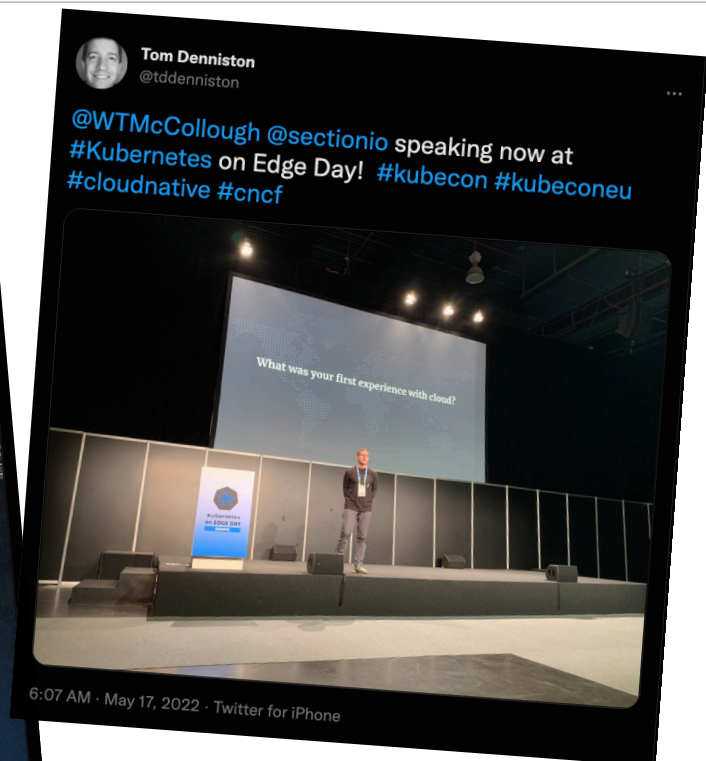 Tom Denniston
@tddenniston
...
@WTMcCollough @sectionio speaking now at
#Kubernetes on Edge Day! #kubecon #kubeconeu
#cloudnative #cncf
What was your first experience with cloud?
kubernetes
on EDGE DAY
6:07 AM · May 17, 2022 · Twitter for iPhone